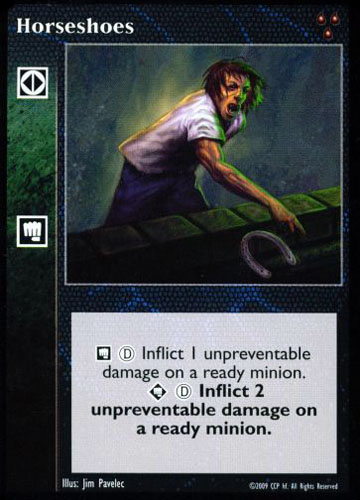 Horseshoes
Ⓓ Inflict 1 unpreventable
damage on a ready minion.
Ⓓ Inflict 2
unpreventable damage on
a ready minion.
Illus: Jim Pavelec
©2009 CCP hf. All Rights Reserved